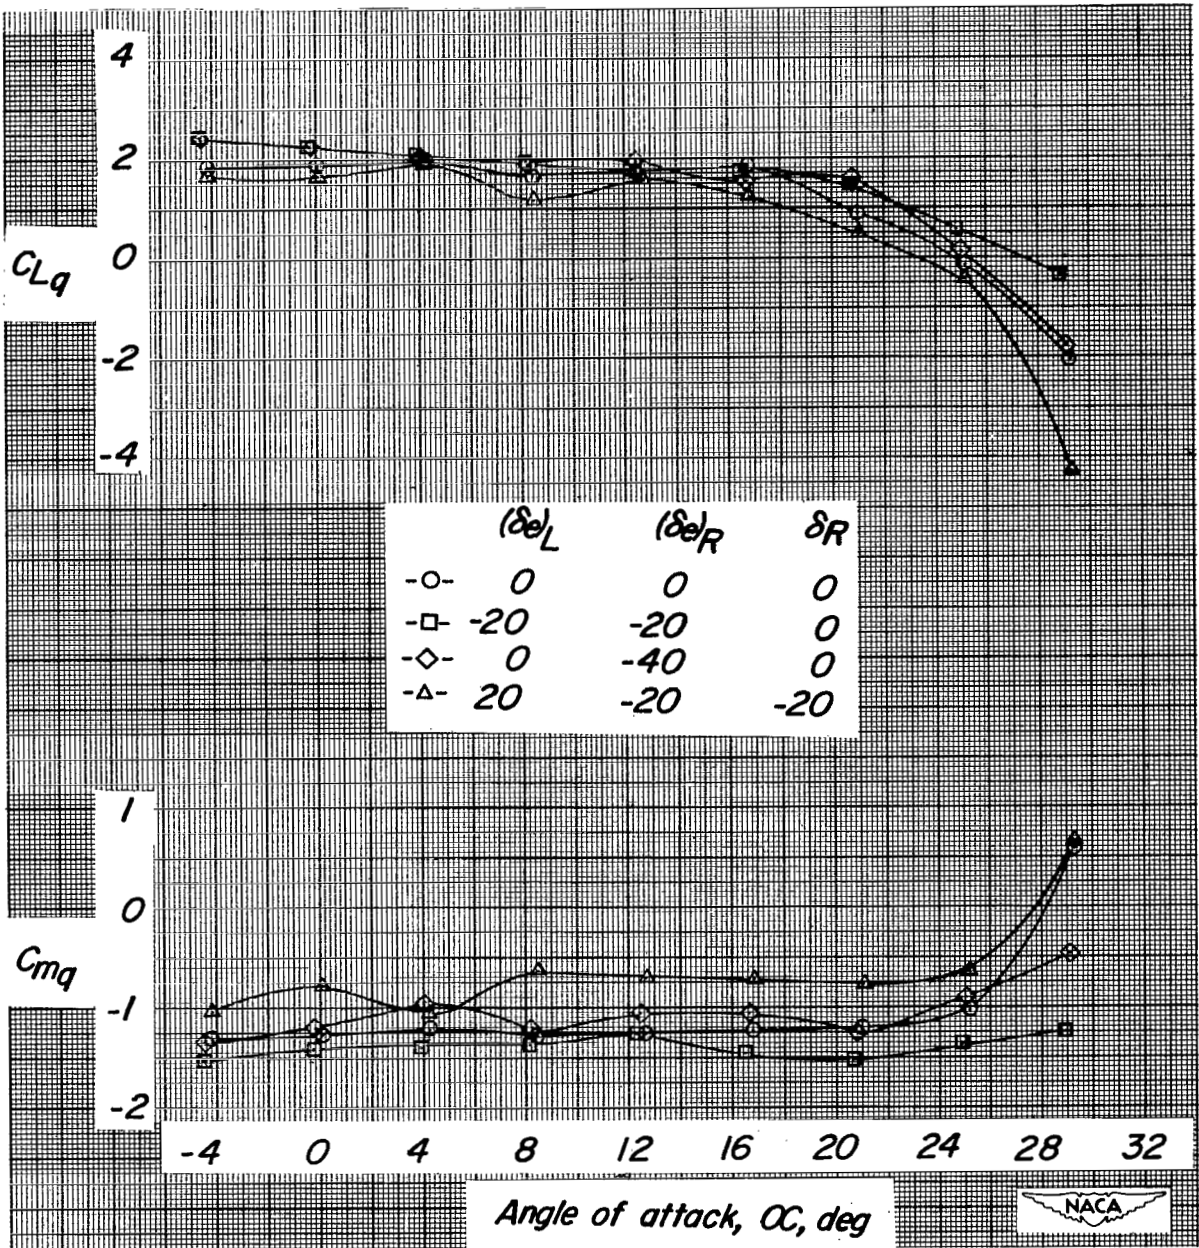 4
2
C_Lq 0
-2
-4
(δe)_L (δe)_R δ_R
-○- 0 0 0
-□- -20 -20 0
-◇- 0 -40 0
-△- 20 -20 -20
1
0
C_mq
-1
-2
-4 0 4 8 12 16 20 24 28 32
Angle of attack, α, deg
NACA